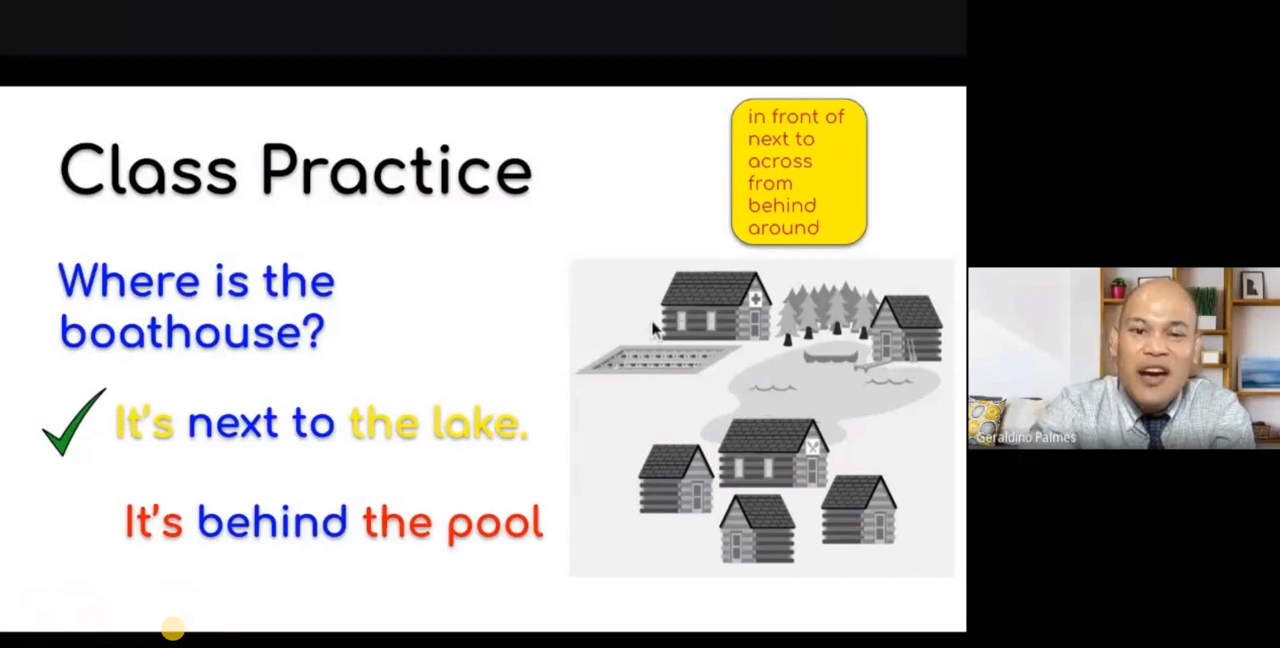 Class Practice
in front of
next to
across
from
behind
around
Where is the
boathouse?
It's next to the lake.
It's behind the pool
Geraldino Palmes